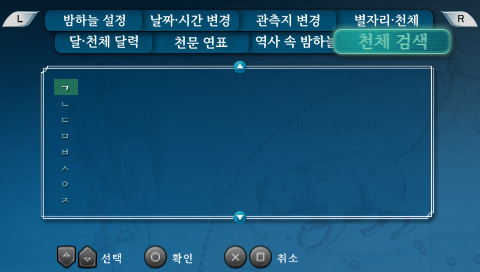 L 밤하늘 설정 날짜·시간 변경 관측지 변경 별자리·천체 R
달·천체 달력 천문 연표 역사 속 밤하늘 천체 검색
ㄱ
ㄴ
ㄷ
ㅁ
ㅂ
ㅅ
ㅇ
ㅈ
선택 확인 취소